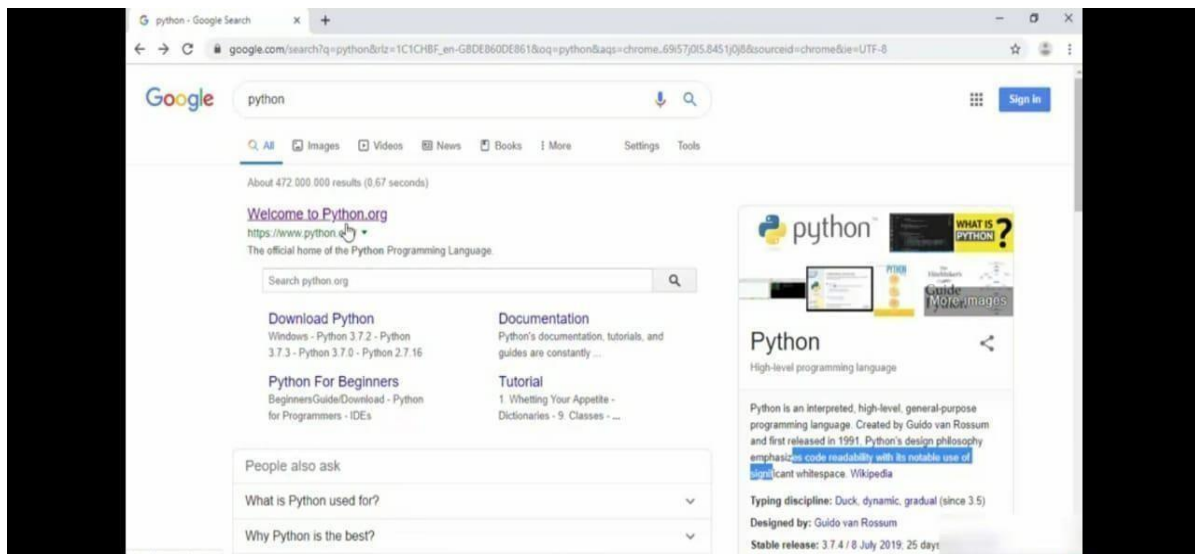 python - Google Search
google.com/search?q=python&rlz=1C1CHBF_en-GBDE860DE861&oq=python&aqs=chrome..69i57j0l5.8451j0j8&sourceid=chrome&ie=UTF-8
Google
python
Sign in
All Images Videos News Books More Settings Tools
About 472.000.000 results (0,67 seconds)
Welcome to Python.org
https://www.python.
The official home of the Python Programming Language.
Search python.org
Download Python
Windows - Python 3.7.2 - Python
3.7.3 - Python 3.7.0 - Python 2.7.16
Documentation
Python's documentation, tutorials, and
guides are constantly ...
Python For Beginners
BeginnersGuide/Download - Python
for Programmers - IDEs
Tutorial
1. Whetting Your Appetite -
Dictionaries - 9. Classes - ...
People also ask
What is Python used for?
Why Python is the best?
python™
WHAT IS
PYTHON?
PYTHON
Hitchhiker's
Guide
More images
Python
High-level programming language
Python is an interpreted, high-level, general-purpose
programming language. Created by Guido van Rossum
and first released in 1991, Python's design philosophy
emphasizes code readability with its notable use of
significant whitespace. Wikipedia
Typing discipline: Duck, dynamic, gradual (since 3.5)
Designed by: Guido van Rossum
Stable release: 3.7.4 / 8 July 2019; 25 days